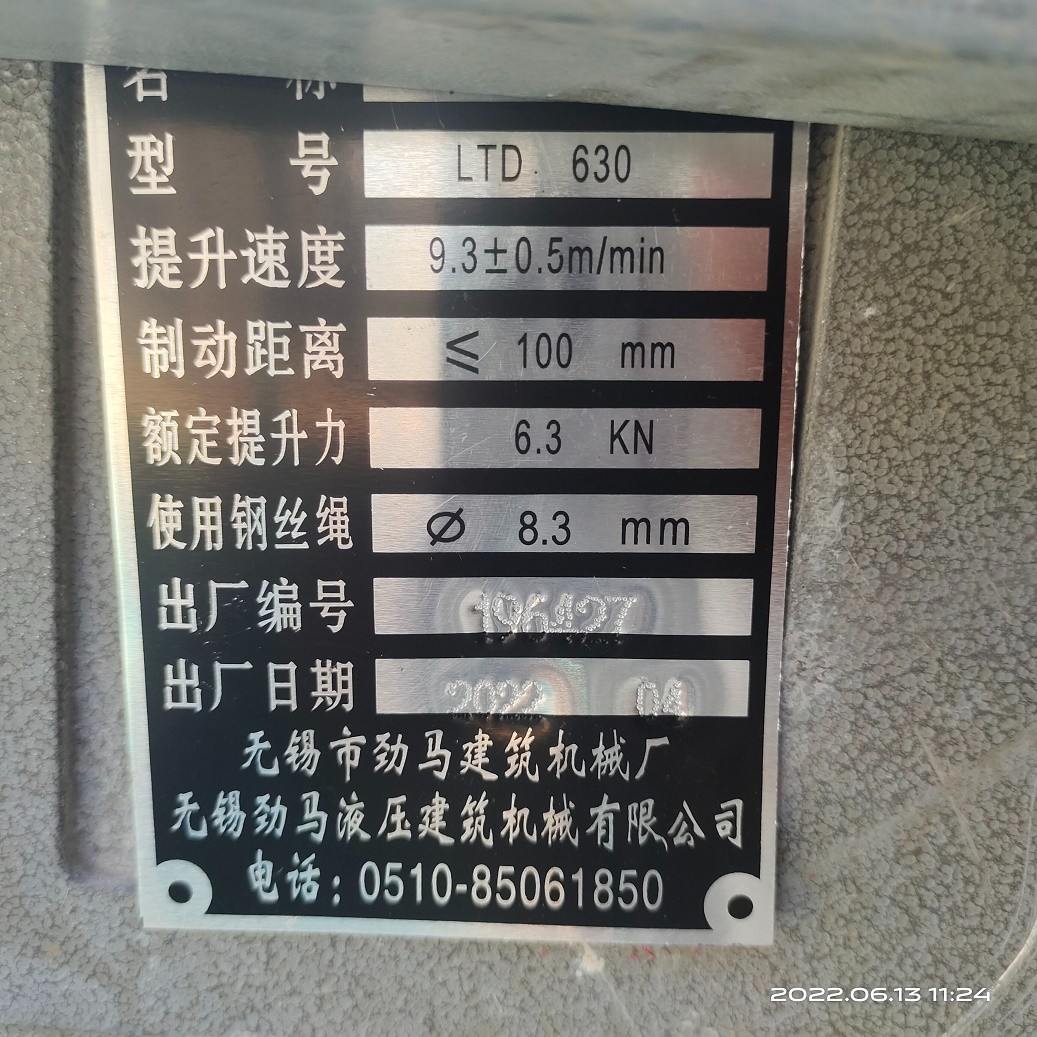 名 称
型 号 LTD 630
提升速度 9.3±0.5m/min
制动距离 ≤ 100 mm
额定提升力 6.3 KN
使用钢丝绳 Ø 8.3 mm
出厂编号 196427
出厂日期 2022 04
无锡市劲马建筑机械厂
无锡劲马液压建筑机械有限公司
电话：0510-85061850
2022.06.13 11:24